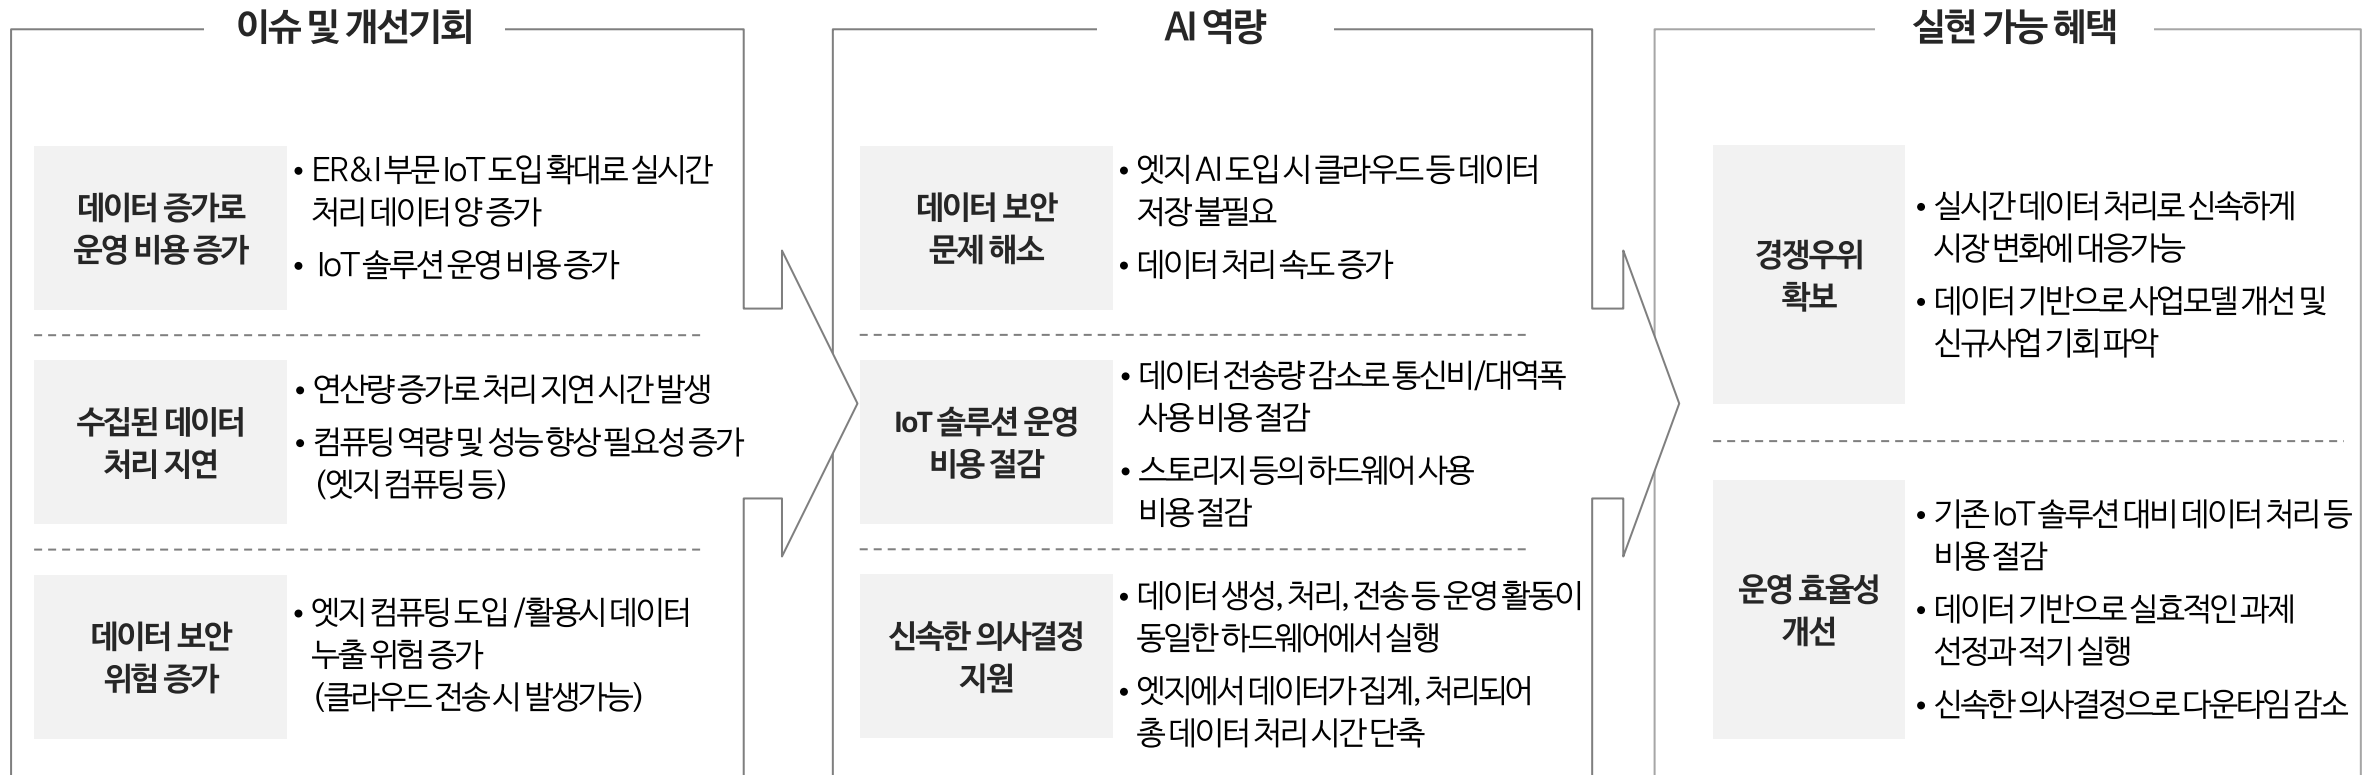 이슈 및 개선기회
데이터 증가로
운영 비용 증가
• ER&I 부문 IoT 도입 확대로 실시간
처리 데이터 양 증가
• IoT 솔루션 운영 비용 증가
수집된 데이터
처리 지연
• 연산량 증가로 처리 지연 시간 발생
• 컴퓨팅 역량 및 성능 향상 필요성 증가
(엣지 컴퓨팅 등)
데이터 보안
위험 증가
• 엣지 컴퓨팅 도입 /활용시 데이터
누출 위험 증가
(클라우드 전송 시 발생가능)
AI 역량
데이터 보안
문제 해소
• 엣지 AI 도입 시 클라우드 등 데이터
저장 불필요
• 데이터 처리 속도 증가
IoT 솔루션 운영
비용 절감
• 데이터 전송량 감소로 통신비/대역폭
사용 비용 절감
• 스토리지 등의 하드웨어 사용
비용 절감
신속한 의사결정
지원
• 데이터 생성, 처리, 전송 등 운영 활동이
동일한 하드웨어에서 실행
• 엣지에서 데이터가 집계, 처리되어
총 데이터 처리 시간 단축
실현 가능 혜택
경쟁우위
확보
• 실시간 데이터 처리로 신속하게
시장 변화에 대응가능
• 데이터 기반으로 사업모델 개선 및
신규사업 기회 파악
운영 효율성
개선
• 기존 IoT 솔루션 대비 데이터 처리 등
비용 절감
• 데이터 기반으로 실효적인 과제
선정과 적기 실행
• 신속한 의사결정으로 다운타임 감소